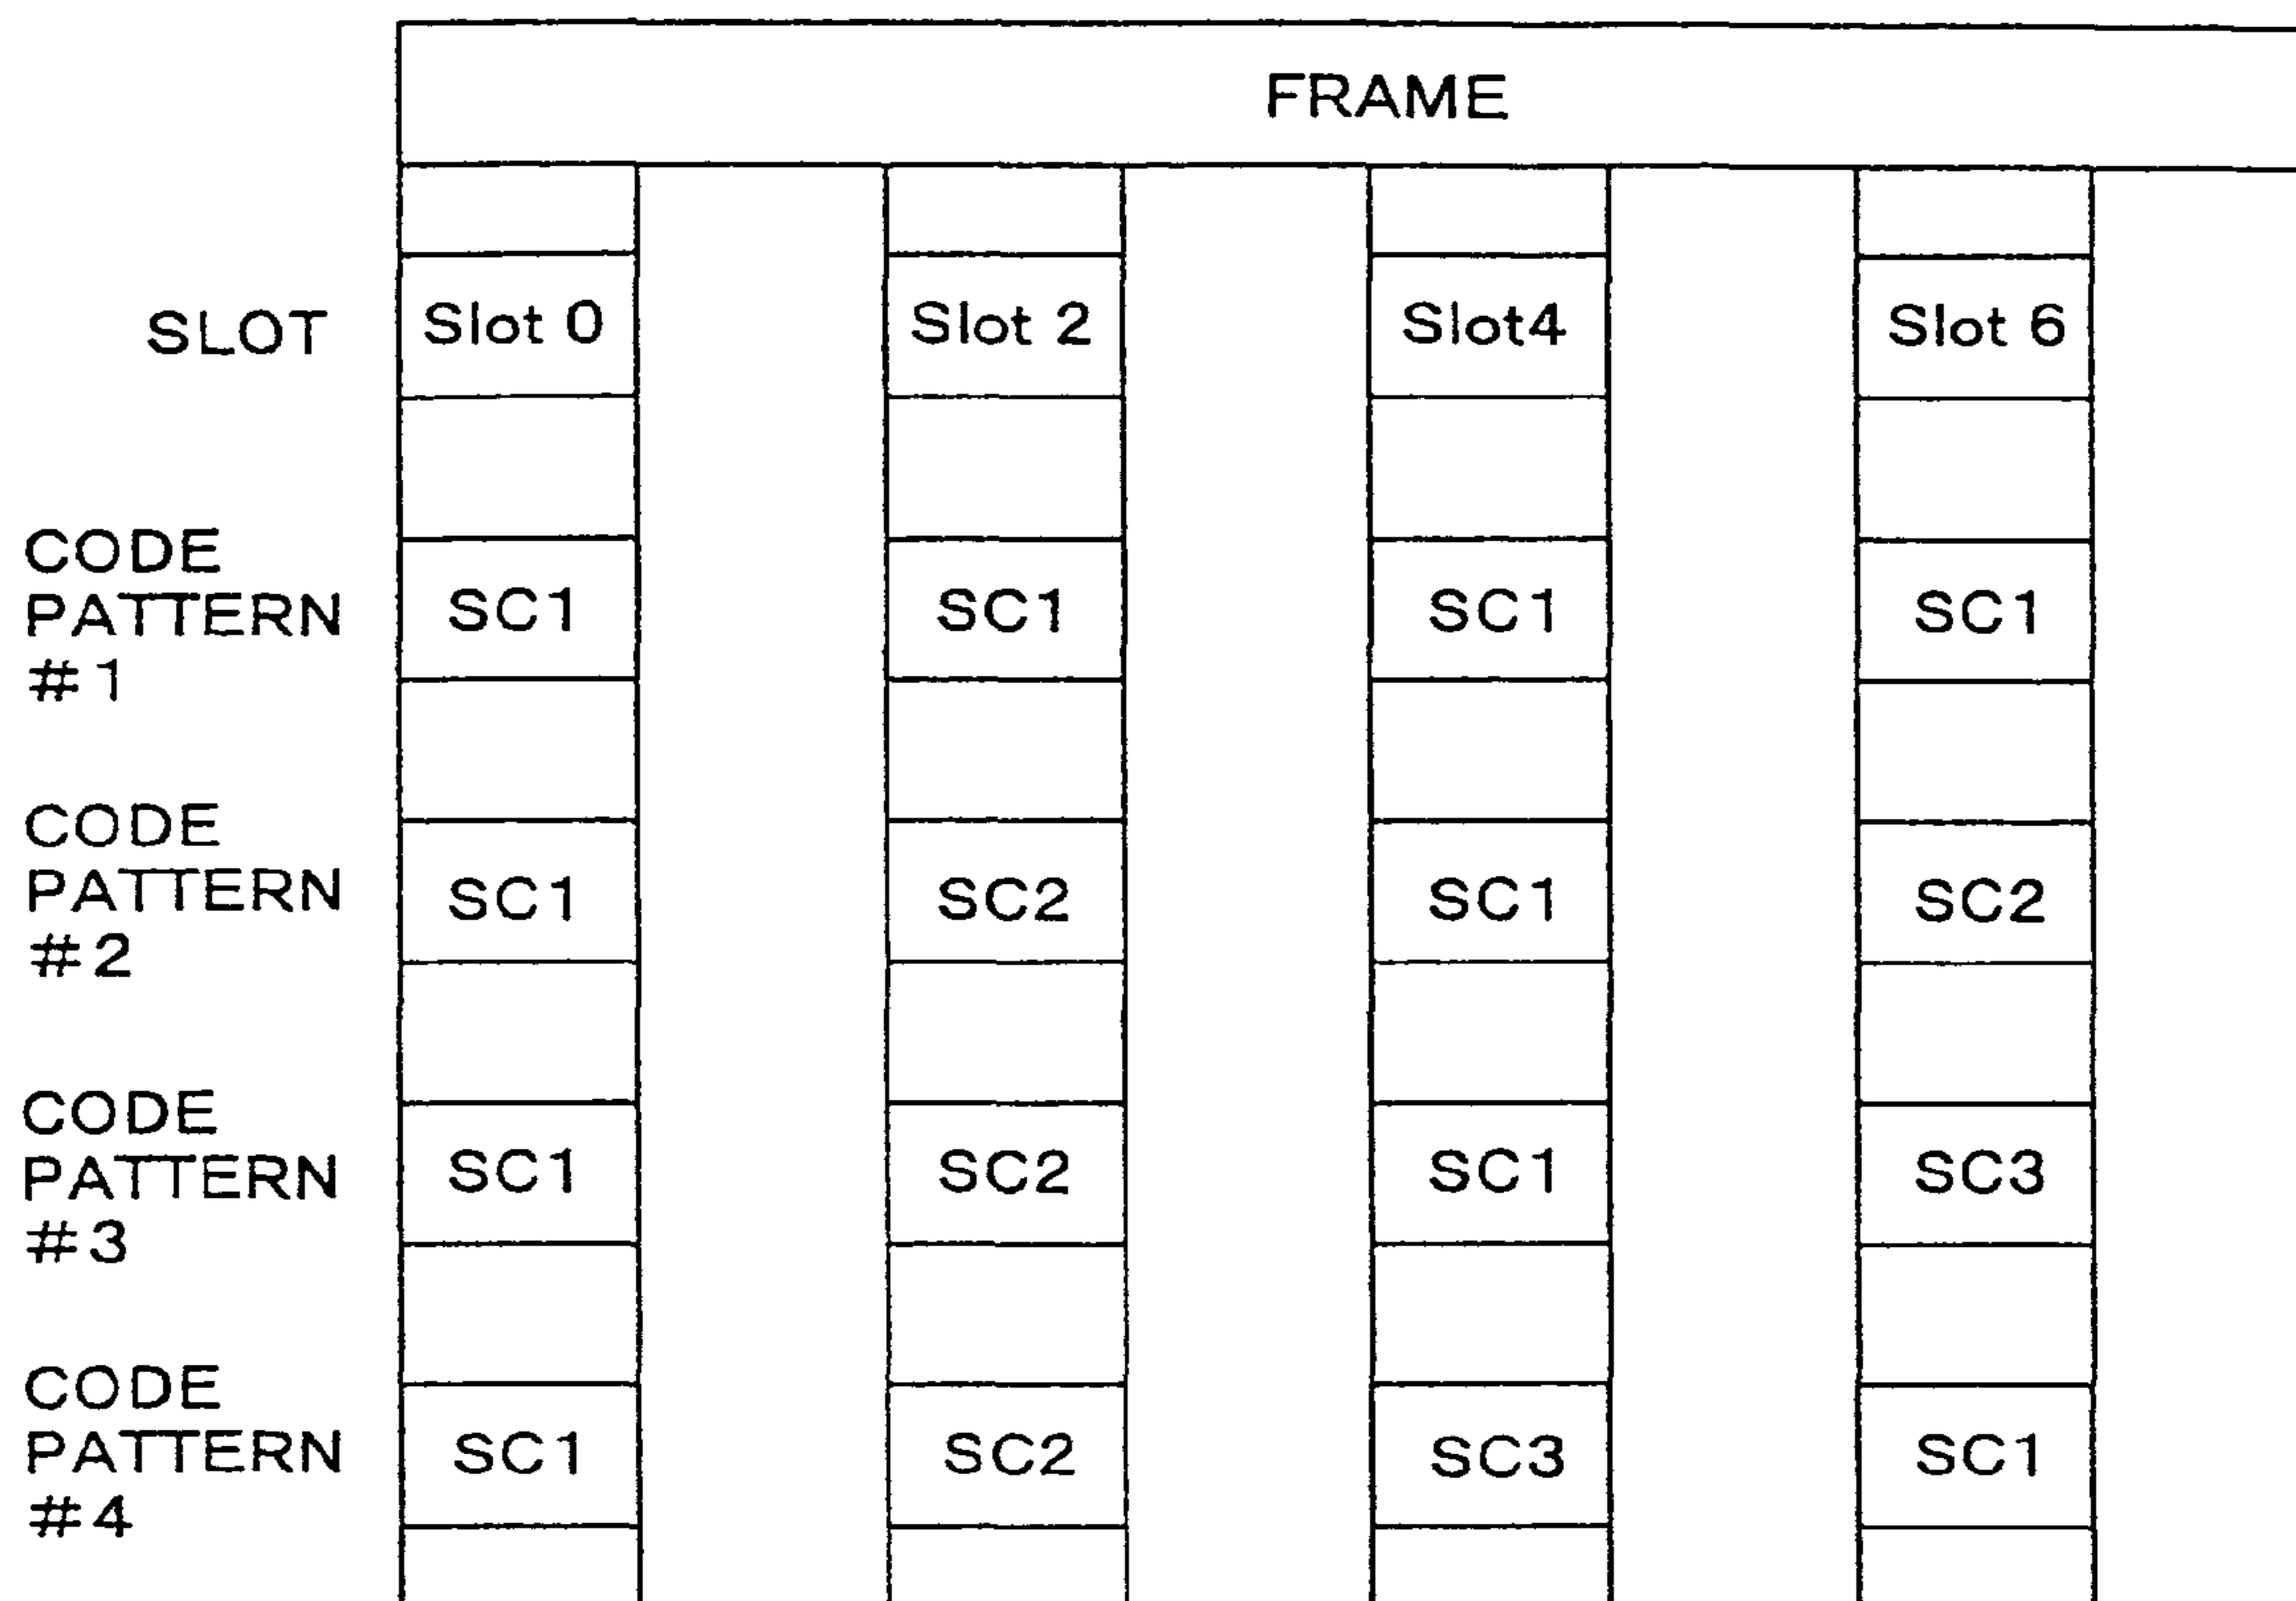 FRAME
SLOT Slot 0 Slot 2 Slot4 Slot 6
CODE
PATTERN
#1
SC1 SC1 SC1 SC1
CODE
PATTERN
#2
SC1 SC2 SC1 SC2
CODE
PATTERN
#3
SC1 SC2 SC1 SC3
CODE
PATTERN
#4
SC1 SC2 SC3 SC1